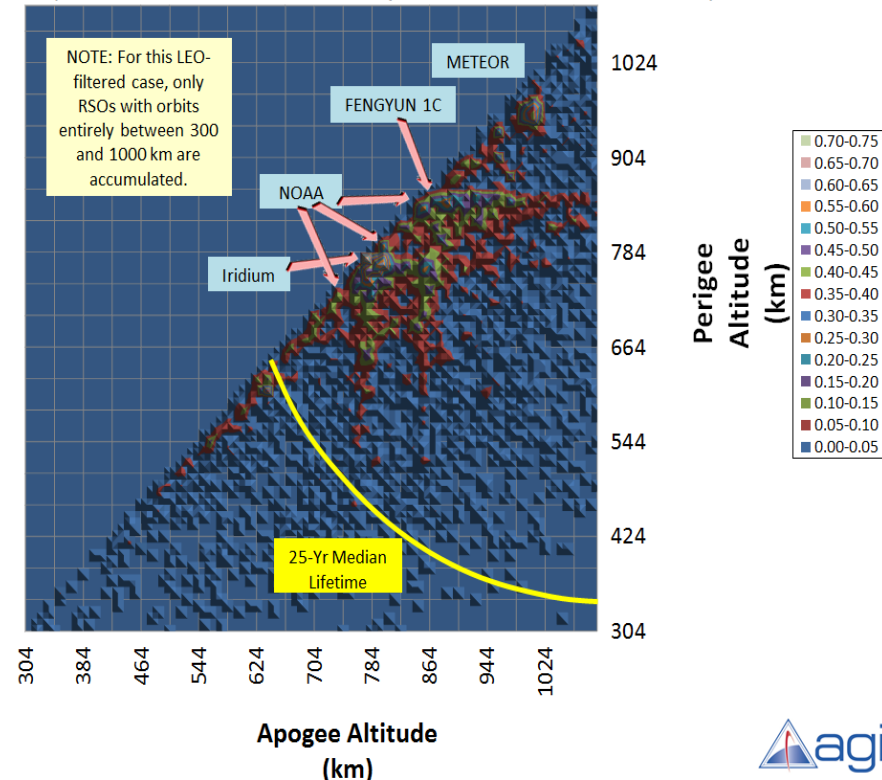 NOTE: For this LEO-
filtered case, only
RSOs with orbits
entirely between 300
and 1000 km are
accumulated.
METEOR
FENGYUN 1C
NOAA
Iridium
25-Yr Median
Lifetime
1024
904
784
664
544
424
304
Perigee
Altitude
(km)
0.70-0.75
0.65-0.70
0.60-0.65
0.55-0.60
0.50-0.55
0.45-0.50
0.40-0.45
0.35-0.40
0.30-0.35
0.25-0.30
0.20-0.25
0.15-0.20
0.10-0.15
0.05-0.10
0.00-0.05
304
384
464
544
624
704
784
864
944
1024
Apogee Altitude
(km)
agi